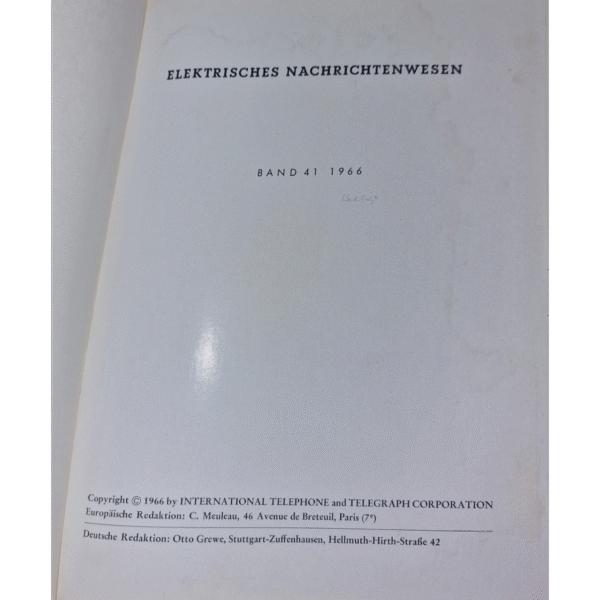 ELEKTRISCHES NACHRICHTENWESEN
BAND 41 1966
Copyright © 1966 by INTERNATIONAL TELEPHONE and TELEGRAPH CORPORATION
Europäische Redaktion: C. Meuleau, 46 Avenue de Breteuil, Paris (7e)
Deutsche Redaktion: Otto Grewe, Stuttgart-Zuffenhausen, Hellmuth-Hirth-Straße 42